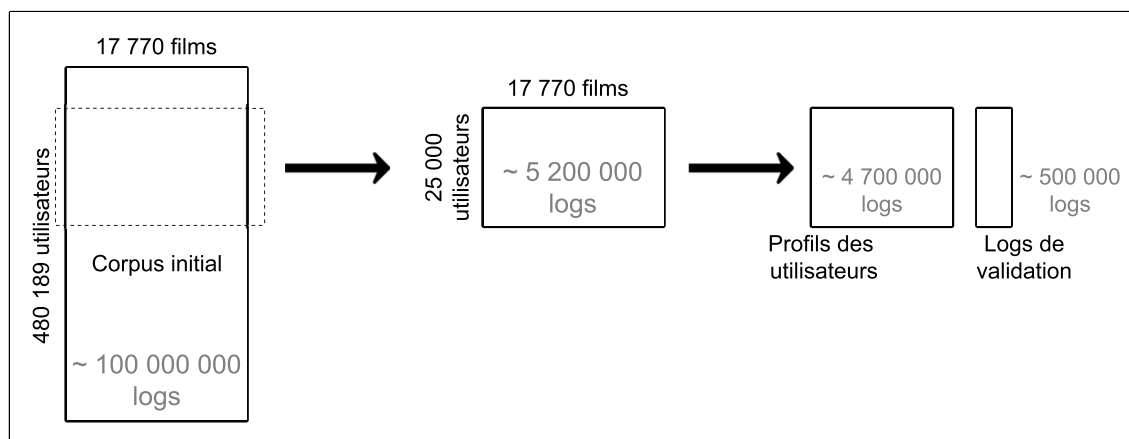 17 770 films
480 189 utilisateurs
Corpus initial
~ 100 000 000
logs
17 770 films
25 000
utilisateurs
~ 5 200 000
logs
~ 4 700 000
logs
Profils des
utilisateurs
~ 500 000
logs
Logs de
validation